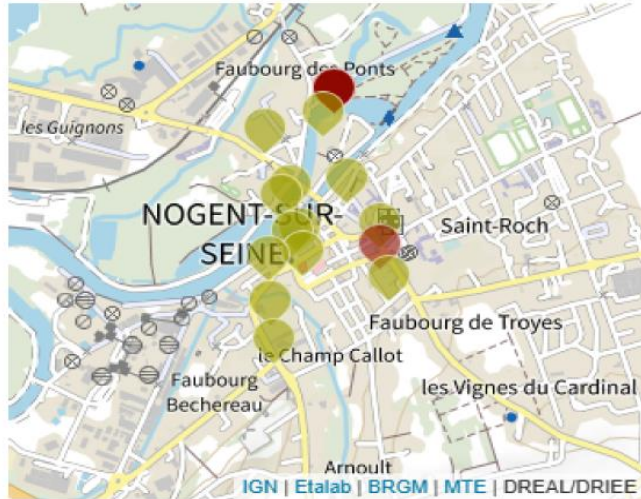 Faubourg des Ponts
les Guignons
NOGENT-SUR-
SEINE
Saint-Roch
Faubourg de Troyes
le Champ Callot
Faubourg
Bechereau
les Vignes du Cardinal
Arnoult
IGN | Etalab | BRGM | MTE | DREAL/DRIEE